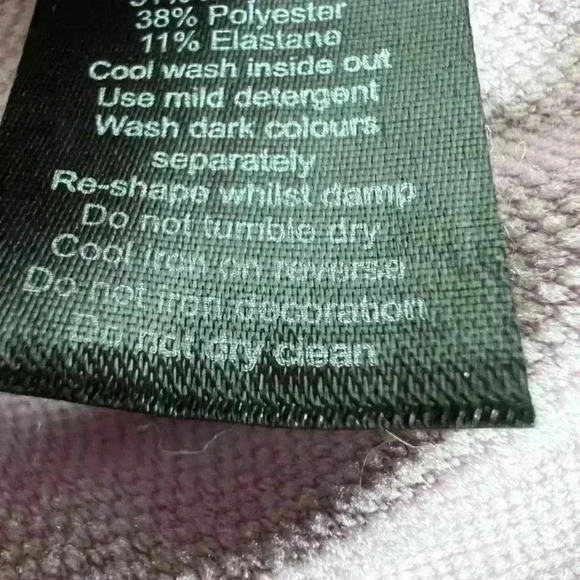 38% Polyester
11% Elastane
Cool wash inside out
Use mild detergent
Wash dark colours
separately
Re-shape whilst damp
Do not tumble dry
Cool iron on reverse
Do not iron decoration
Do not dry clean